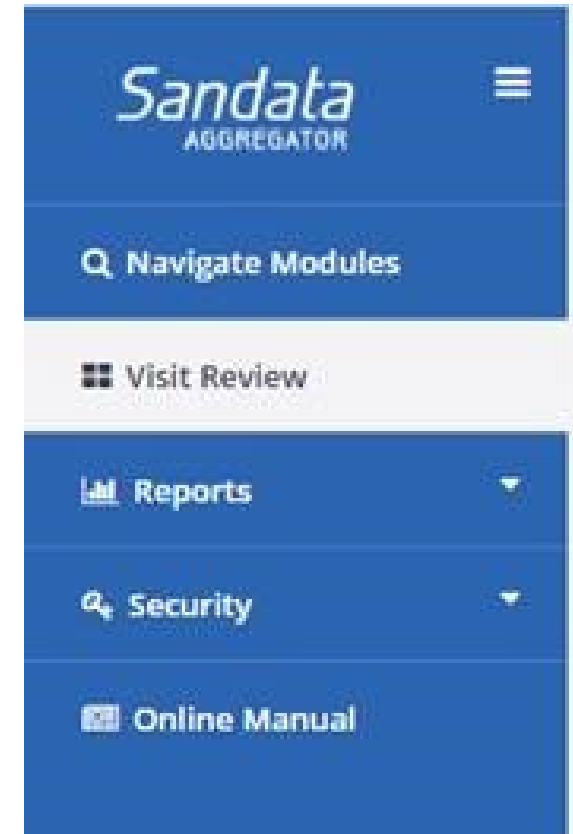 Sandata
AGGREGATOR
Navigate Modules
Visit Review
Reports
Security
Online Manual